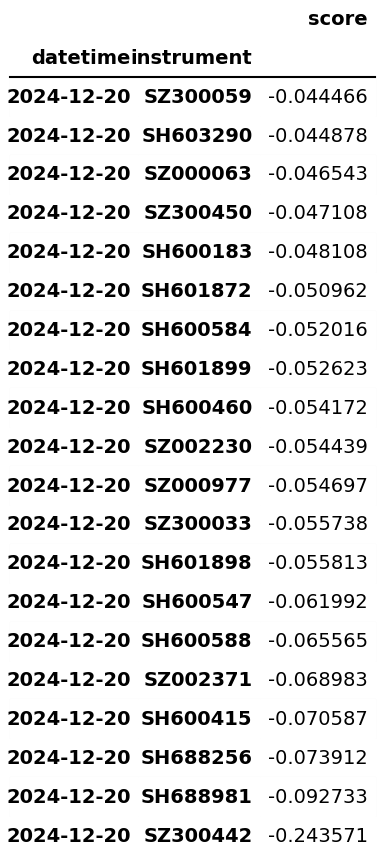 score
datetime instrument
2024-12-20 SZ300059 -0.044466
2024-12-20 SH603290 -0.044878
2024-12-20 SZ000063 -0.046543
2024-12-20 SZ300450 -0.047108
2024-12-20 SH600183 -0.048108
2024-12-20 SH601872 -0.050962
2024-12-20 SH600584 -0.052016
2024-12-20 SH601899 -0.052623
2024-12-20 SH600460 -0.054172
2024-12-20 SZ002230 -0.054439
2024-12-20 SZ000977 -0.054697
2024-12-20 SZ300033 -0.055738
2024-12-20 SH601898 -0.055813
2024-12-20 SH600547 -0.061992
2024-12-20 SH600588 -0.065565
2024-12-20 SZ002371 -0.068983
2024-12-20 SH600415 -0.070587
2024-12-20 SH688256 -0.073912
2024-12-20 SH688981 -0.092733
2024-12-20 SZ300442 -0.243571